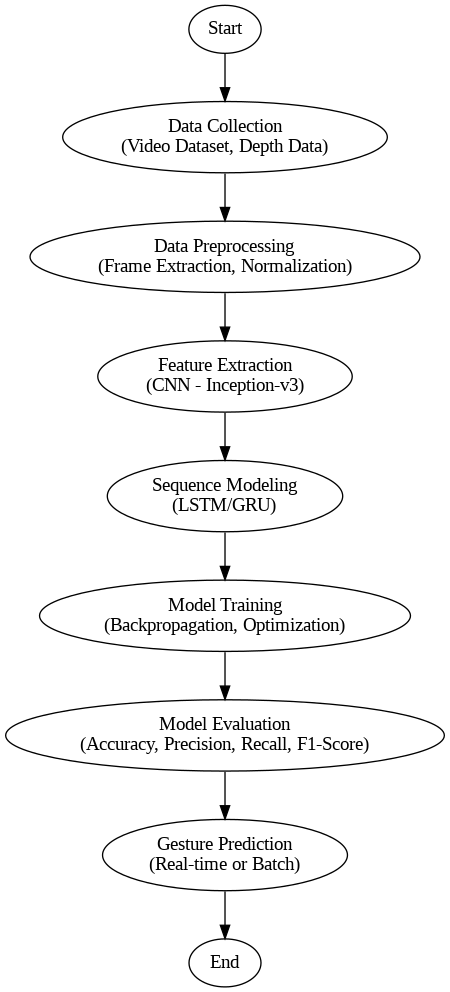 Start
Data Collection
(Video Dataset, Depth Data)
Data Preprocessing
(Frame Extraction, Normalization)
Feature Extraction
(CNN - Inception-v3)
Sequence Modeling
(LSTM/GRU)
Model Training
(Backpropagation, Optimization)
Model Evaluation
(Accuracy, Precision, Recall, F1-Score)
Gesture Prediction
(Real-time or Batch)
End